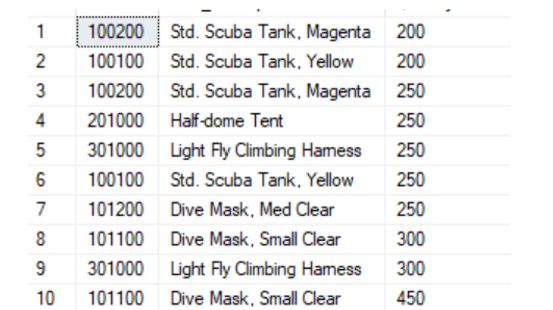 1 100200 Std. Scuba Tank, Magenta 200
2 100100 Std. Scuba Tank, Yellow 200
3 100200 Std. Scuba Tank, Magenta 250
4 201000 Half-dome Tent 250
5 301000 Light Fly Climbing Harness 250
6 100100 Std. Scuba Tank, Yellow 250
7 101200 Dive Mask, Med Clear 250
8 101100 Dive Mask, Small Clear 300
9 301000 Light Fly Climbing Harness 300
10 101100 Dive Mask, Small Clear 450